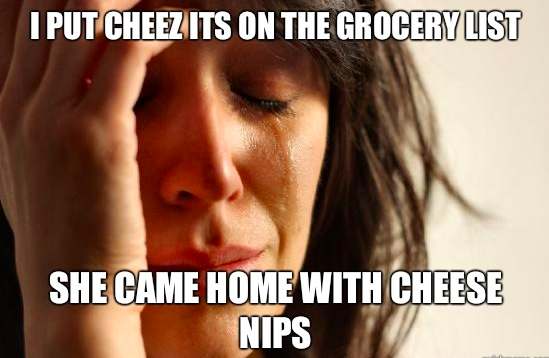 I PUT CHEEZ ITS ON THE GROCERY LIST
SHE CAME HOME WITH CHEESE
NIPS